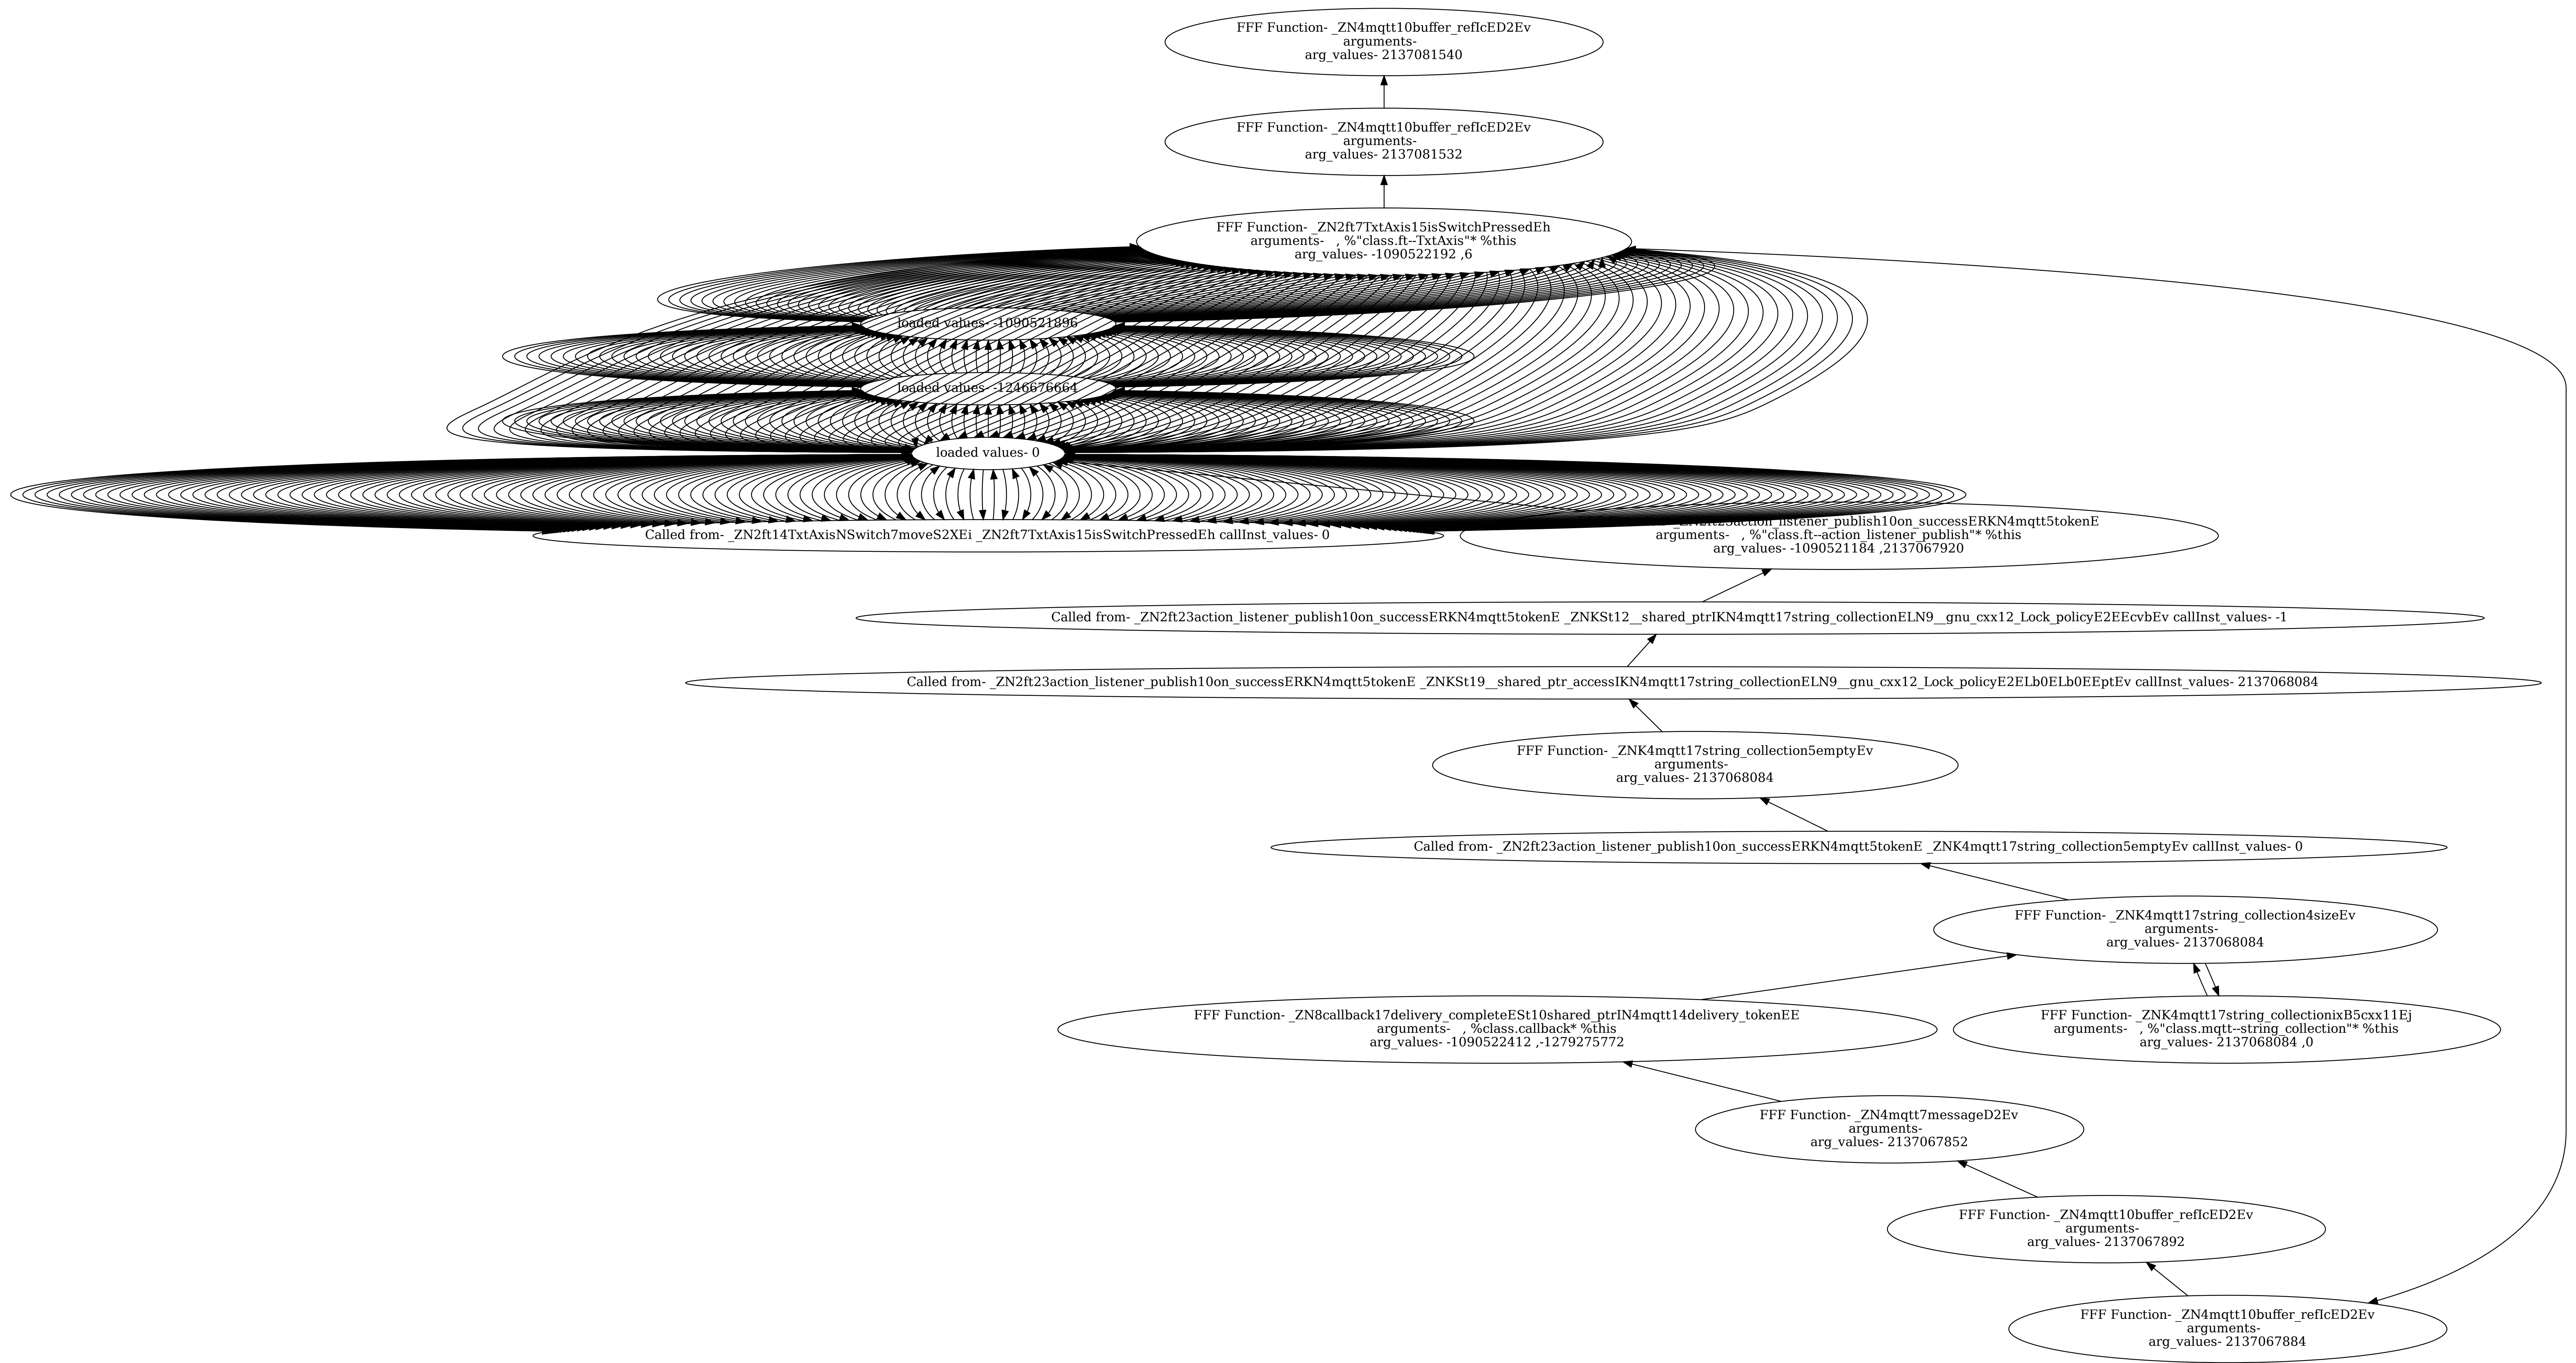 FFF Function- _ZN4mqtt10buffer_refIcED2Ev
arguments-
arg_values- 2137081540
FFF Function- _ZN4mqtt10buffer_refIcED2Ev
arguments-
arg_values- 2137081532
FFF Function- _ZN2ft7TxtAxis15isSwitchPressedEh
arguments-   , %"class.ft--TxtAxis"* %this
arg_values- -1090522192 ,6
loaded values- -1090521896
loaded values- -1246676664
loaded values- 0
Called from- _ZN2ft14TxtAxisNSwitch7moveS2XEi _ZN2ft7TxtAxis15isSwitchPressedEh callInst_values- 0
_ZN2ft23action_listener_publish10on_successERKN4mqtt5tokenE
arguments-   , %"class.ft--action_listener_publish"* %this
arg_values- -1090521184 ,2137067920
Called from- _ZN2ft23action_listener_publish10on_successERKN4mqtt5tokenE _ZNKSt12__shared_ptrIKN4mqtt17string_collectionELN9__gnu_cxx12_Lock_policyE2EEcvbEv callInst_values- -1
Called from- _ZN2ft23action_listener_publish10on_successERKN4mqtt5tokenE _ZNKSt19__shared_ptr_accessIKN4mqtt17string_collectionELN9__gnu_cxx12_Lock_policyE2ELb0ELb0EEptEv callInst_values- 2137068084
FFF Function- _ZNK4mqtt17string_collection5emptyEv
arguments-
arg_values- 2137068084
Called from- _ZN2ft23action_listener_publish10on_successERKN4mqtt5tokenE _ZNK4mqtt17string_collection5emptyEv callInst_values- 0
FFF Function- _ZNK4mqtt17string_collection4sizeEv
arguments-
arg_values- 2137068084
FFF Function- _ZN8callback17delivery_completeESt10shared_ptrIN4mqtt14delivery_tokenEE
arguments-   , %class.callback* %this
arg_values- -1090522412 ,-1279275772
FFF Function- _ZNK4mqtt17string_collectionixB5cxx11Ej
arguments-   , %"class.mqtt--string_collection"* %this
arg_values- 2137068084 ,0
FFF Function- _ZN4mqtt7messageD2Ev
arguments-
arg_values- 2137067852
FFF Function- _ZN4mqtt10buffer_refIcED2Ev
arguments-
arg_values- 2137067892
FFF Function- _ZN4mqtt10buffer_refIcED2Ev
arguments-
arg_values- 2137067884